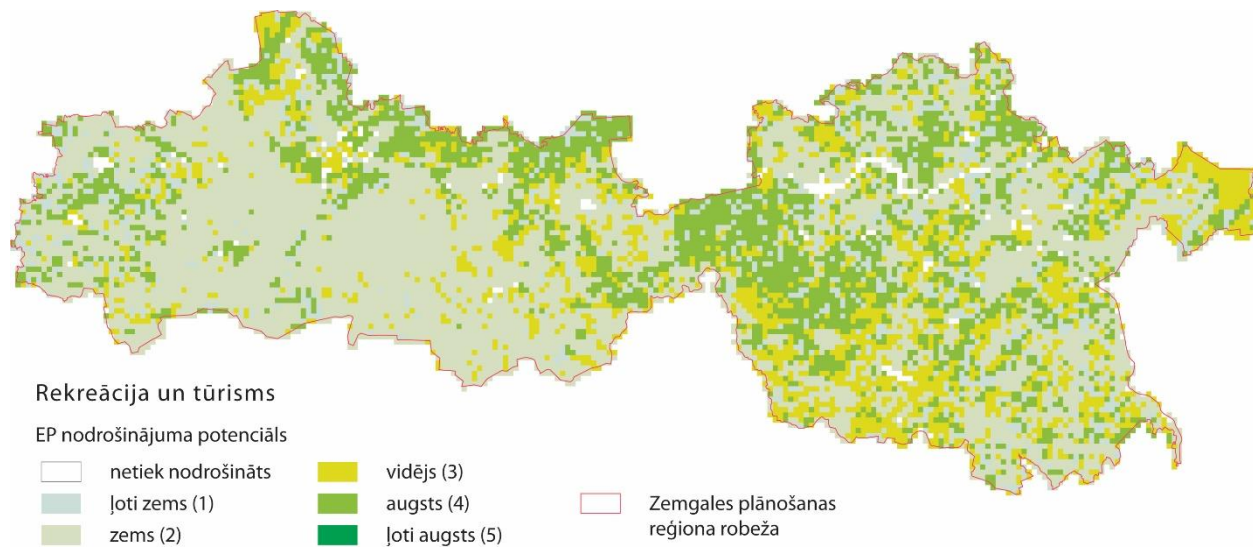 Rekreācija un tūrisms
EP nodrošinājuma potenciāls
netiek nodrošināts
ļoti zems (1)
zems (2)
vidējs (3)
augsts (4)
ļoti augsts (5)
Zemgales plānošanas
reģiona robeža